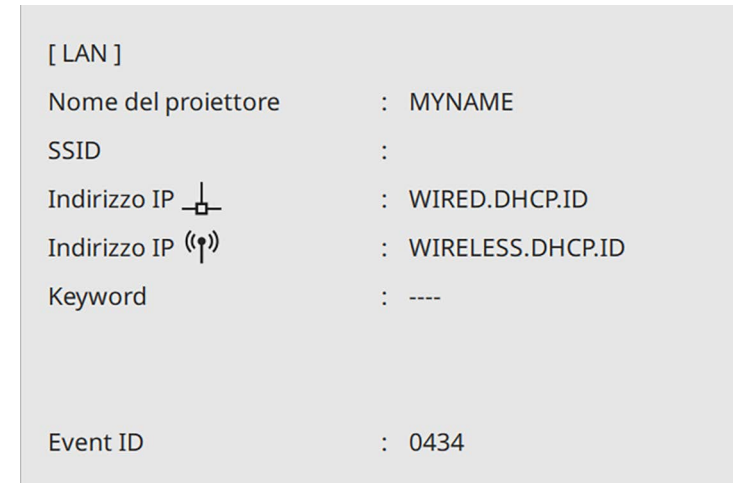 [ LAN ]
Nome del proiettore : MYNAME
SSID :
Indirizzo IP : WIRED.DHCP.ID
Indirizzo IP : WIRELESS.DHCP.ID
Keyword : ----
Event ID : 0434